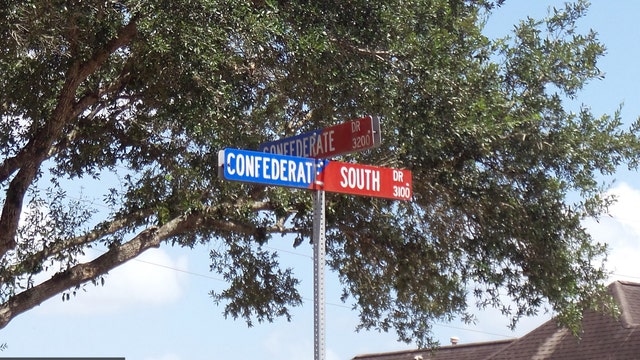 CONFEDERATE DR
3200
CONFEDERATE SOUTH DR
3100